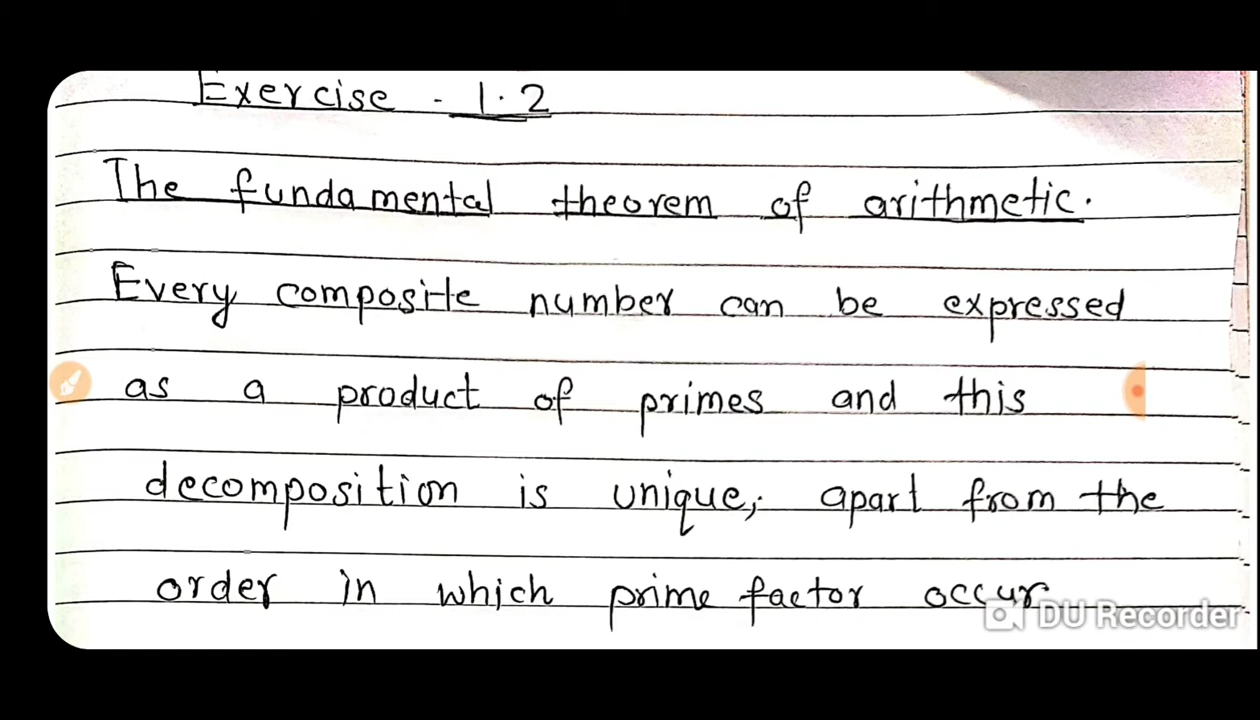 Exercise - 1.2
The fundamental theorem of arithmetic.
Every composite number can be expressed
as a product of primes and this
decomposition is unique, apart from the
order in which prime factor occur
DU Recorder